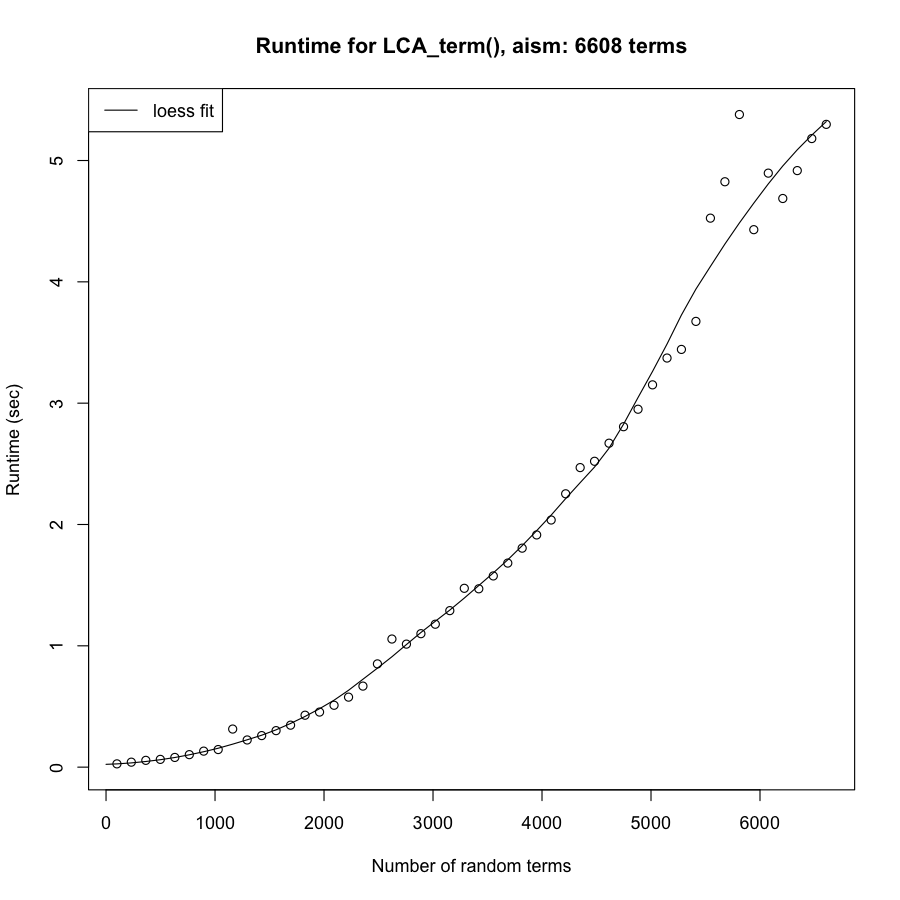 Runtime for LCA_term(), aism: 6608 terms
loess fit
Runtime (sec)
5
4
3
2
1
0
0 1000 2000 3000 4000 5000 6000
Number of random terms